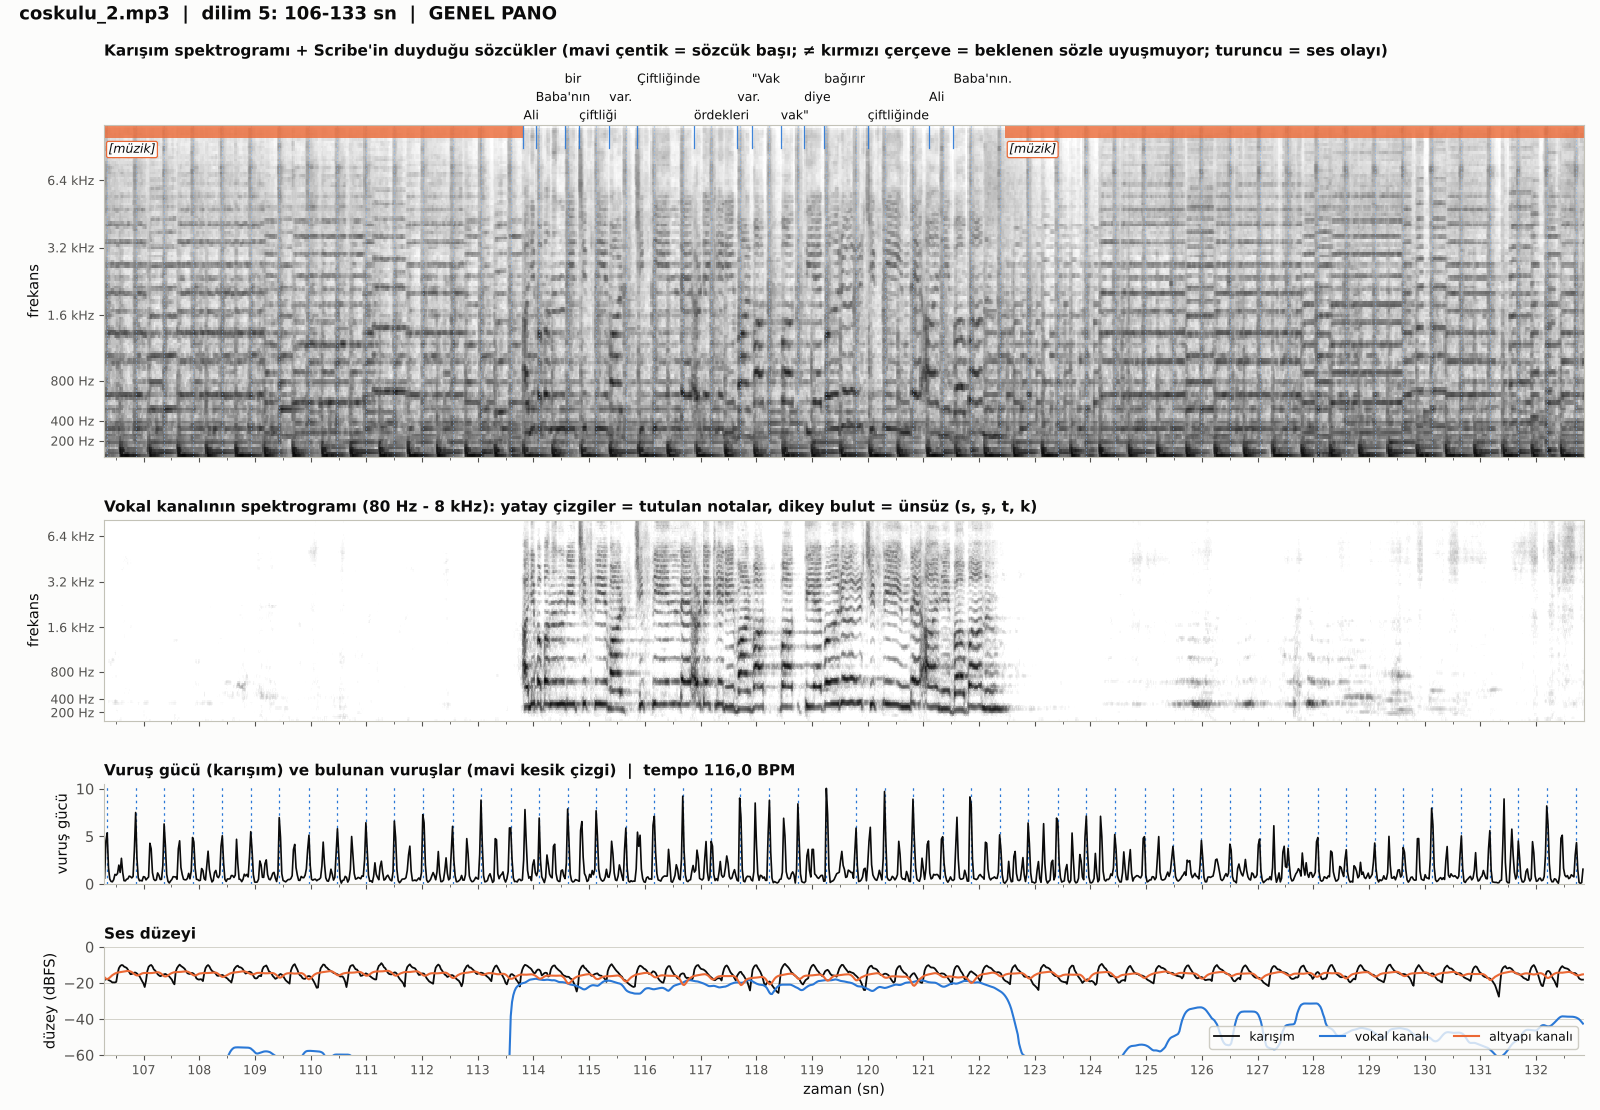 coskulu_2.mp3 | dilim 5: 106-133 sn | GENEL PANO
Karışım spektrogramı + Scribe'in duyduğu sözcükler (mavi çentik = sözcük başı; ≠ kırmızı çerçeve = beklenen sözle uyuşmuyor; turuncu = ses olayı)
bir Çiftliğinde "Vak bağırır Baba'nın.
Baba'nın var. var. diye Ali
Ali çiftliği ördekleri vak" çiftliğinde
[müzik] [müzik]
6.4 kHz
3.2 kHz
1.6 kHz
800 Hz
400 Hz
200 Hz
frekans
Vokal kanalının spektrogramı (80 Hz - 8 kHz): yatay çizgiler = tutulan notalar, dikey bulut = ünsüz (s, ş, t, k)
6.4 kHz
3.2 kHz
1.6 kHz
800 Hz
400 Hz
200 Hz
frekans
Vuruş gücü (karışım) ve bulunan vuruşlar (mavi kesik çizgi) | tempo 116,0 BPM
10
5
0
vuruş gücü
Ses düzeyi
0
−20
−40
−60
düzey (dBFS)
karışım vokal kanalı altyapı kanalı
107 108 109 110 111 112 113 114 115 116 117 118 119 120 121 122 123 124 125 126 127 128 129 130 131 132
zaman (sn)